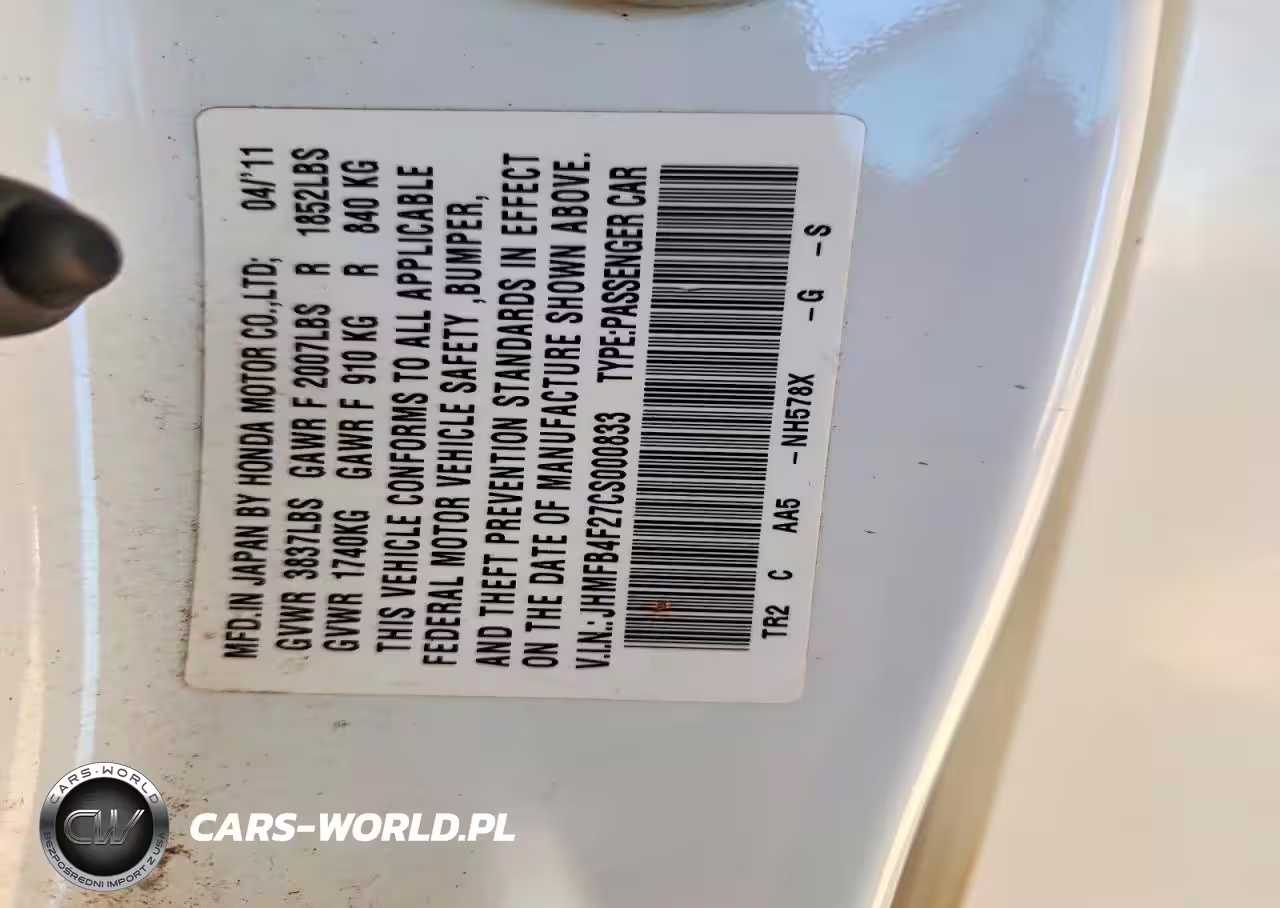 MFD.IN JAPAN BY HONDA MOTOR CO.,LTD; 04/'11
GVWR 3837LBS GAWR F 2007LBS R 1852LBS
GVWR 1740KG GAWR F 910 KG R 840 KG
THIS VEHICLE CONFORMS TO ALL APPLICABLE
FEDERAL MOTOR VEHICLE SAFETY ,BUMPER,
AND THEFT PREVENTION STANDARDS IN EFFECT
ON THE DATE OF MANUFACTURE SHOWN ABOVE.
V.I.N.: JHMFB4F27CS000833 TYPE:PASSENGER CAR
TR2 C AA5 -NH578X -G -S
CARS-WORLD
CW
BEZPOŚREDNI IMPORT Z USA
CARS-WORLD.PL